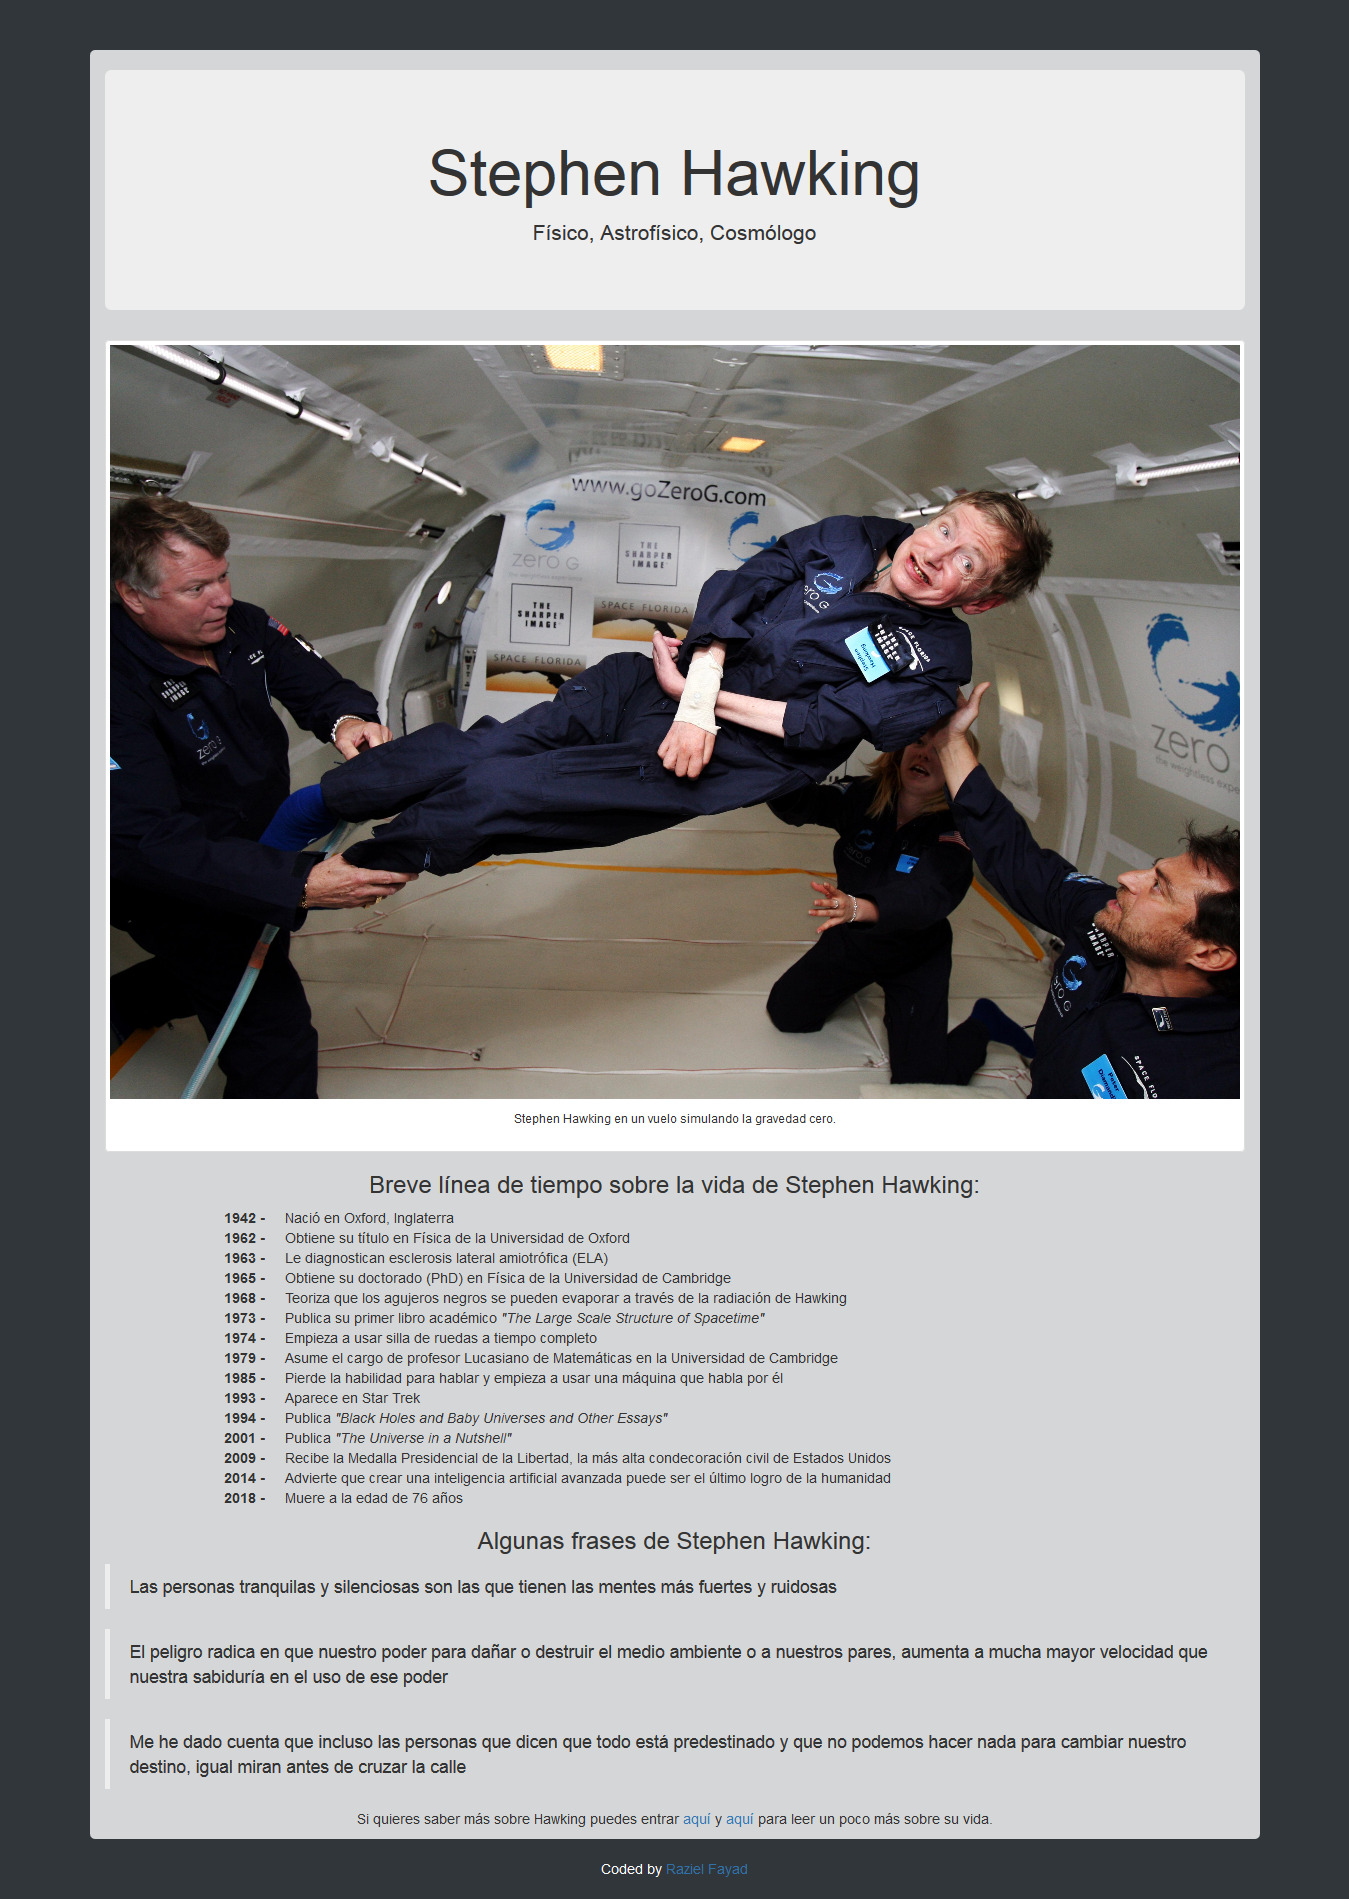 Stephen Hawking
Físico, Astrofísico, Cosmólogo
www.goZeroG.com
zero G
THE
SHARPER
IMAGE
THE
SHARPER
IMAGE
SPACE FLORIDA
SPACE FLORIDA
Stephen
Hawking
SPACE FLORIDA
zero G
zero
the weightless expe
zero G
Peter
Stephen Hawking en un vuelo simulando la gravedad cero.
Breve línea de tiempo sobre la vida de Stephen Hawking:
1942 - Nació en Oxford, Inglaterra
1962 - Obtiene su título en Física de la Universidad de Oxford
1963 - Le diagnostican esclerosis lateral amiotrófica (ELA)
1965 - Obtiene su doctorado (PhD) en Física de la Universidad de Cambridge
1968 - Teoriza que los agujeros negros se pueden evaporar a través de la radiación de Hawking
1973 - Publica su primer libro académico "The Large Scale Structure of Spacetime"
1974 - Empieza a usar silla de ruedas a tiempo completo
1979 - Asume el cargo de profesor Lucasiano de Matemáticas en la Universidad de Cambridge
1985 - Pierde la habilidad para hablar y empieza a usar una máquina que habla por él
1993 - Aparece en Star Trek
1994 - Publica "Black Holes and Baby Universes and Other Essays"
2001 - Publica "The Universe in a Nutshell"
2009 - Recibe la Medalla Presidencial de la Libertad, la más alta condecoración civil de Estados Unidos
2014 - Advierte que crear una inteligencia artificial avanzada puede ser el último logro de la humanidad
2018 - Muere a la edad de 76 años
Algunas frases de Stephen Hawking:
Las personas tranquilas y silenciosas son las que tienen las mentes más fuertes y ruidosas
El peligro radica en que nuestro poder para dañar o destruir el medio ambiente o a nuestros pares, aumenta a mucha mayor velocidad que
nuestra sabiduría en el uso de ese poder
Me he dado cuenta que incluso las personas que dicen que todo está predestinado y que no podemos hacer nada para cambiar nuestro
destino, igual miran antes de cruzar la calle
Si quieres saber más sobre Hawking puedes entrar aquí y aquí para leer un poco más sobre su vida.
Coded by Raziel Fayad